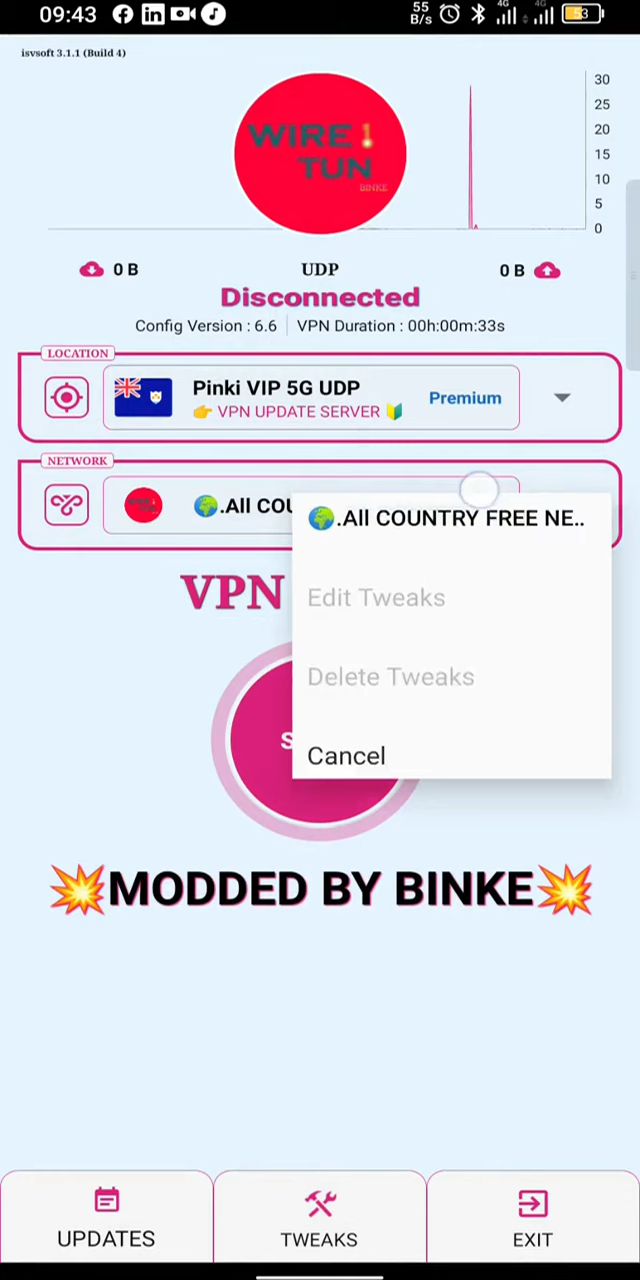 09:43
55
B/s
4G
4G
53
isvsoft 3.1.1 (Build 4)
30
25
20
15
10
5
0
WIRE
TUN
BINKE
0 B
UDP
0 B
Disconnected
Config Version : 6.6
VPN Duration : 00h:00m:33s
LOCATION
Pinki VIP 5G UDP
👉 VPN UPDATE SERVER 🔰
Premium
NETWORK
🌍.All COU
🌍.All COUNTRY FREE NE..
Edit Tweaks
Delete Tweaks
Cancel
VPN
S
💥MODDED BY BINKE💥
UPDATES
TWEAKS
EXIT